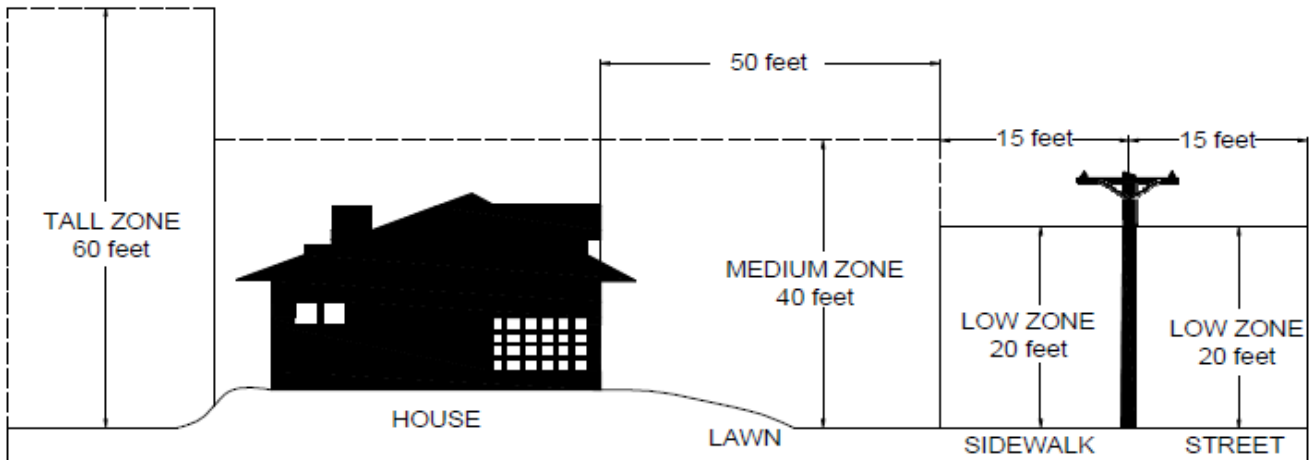 50 feet
15 feet
15 feet
TALL ZONE
60 feet
MEDIUM ZONE
40 feet
LOW ZONE
20 feet
LOW ZONE
20 feet
HOUSE
LAWN
SIDEWALK
STREET